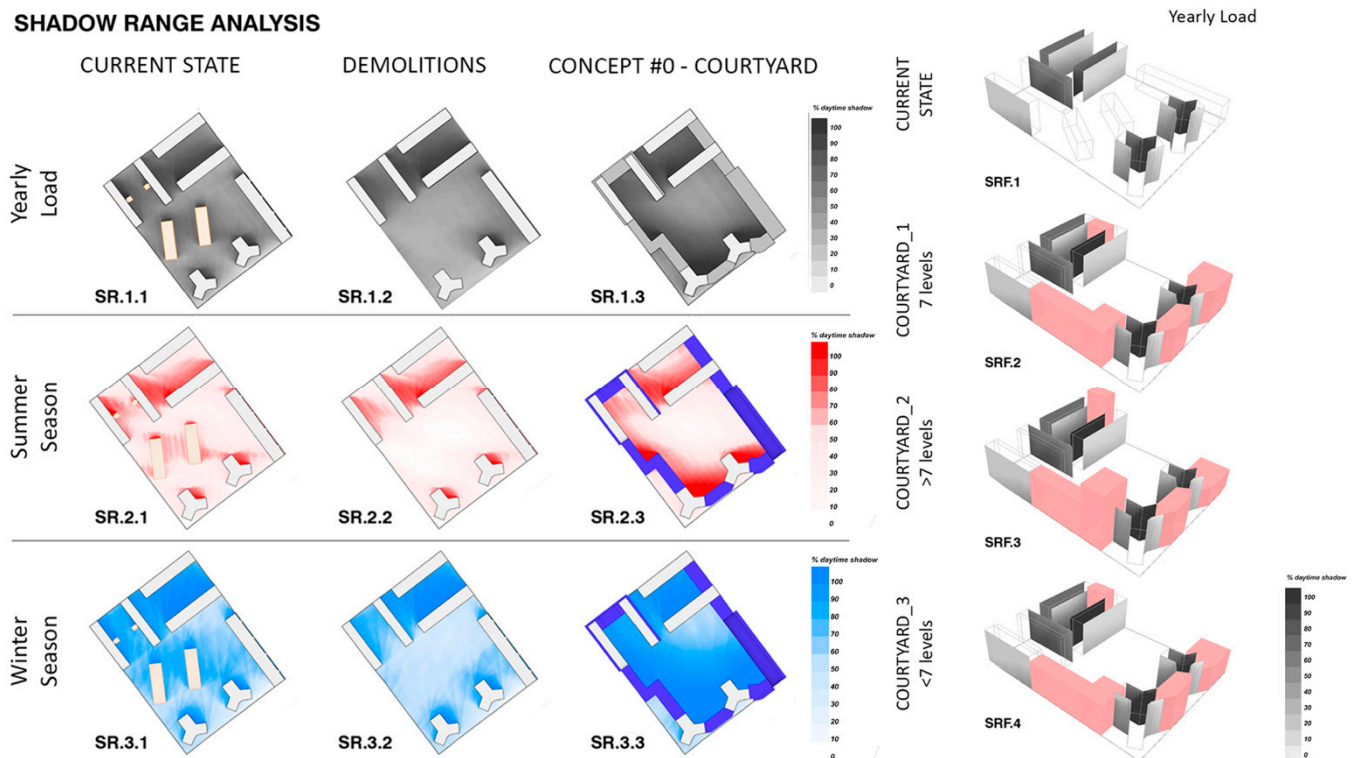 SHADOW RANGE ANALYSIS
CURRENT STATE
DEMOLITIONS
CONCEPT #0 - COURTYARD
Yearly
Load
SR.1.1
SR.1.2
SR.1.3
% daytime shadow
100
90
80
70
60
50
40
30
20
10
0
Summer
Season
SR.2.1
SR.2.2
SR.2.3
% daytime shadow
100
90
80
70
60
50
40
30
20
10
0
Winter
Season
SR.3.1
SR.3.2
SR.3.3
% daytime shadow
100
90
80
70
60
50
40
30
20
10
0
Yearly Load
CURRENT
STATE
SRF.1
COURTYARD_1
7 levels
SRF.2
COURTYARD_2
>7 levels
SRF.3
COURTYARD_3
<7 levels
SRF.4
% daytime shadow
100
90
80
70
60
50
40
30
20
10
0